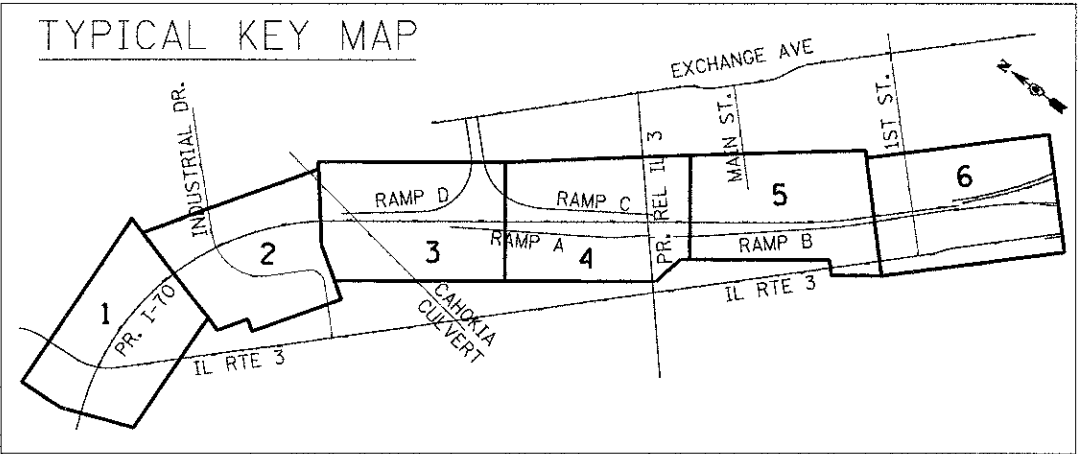 TYPICAL KEY MAP
EXCHANGE AVE
N
INDUSTRIAL DR.
MAIN ST.
1ST ST.
PR. REL IL 3
RAMP D
RAMP C
RAMP A
RAMP B
1
2
3
4
5
6
PR. I-70
CAHOKIA
CULVERT
IL RTE 3
IL RTE 3